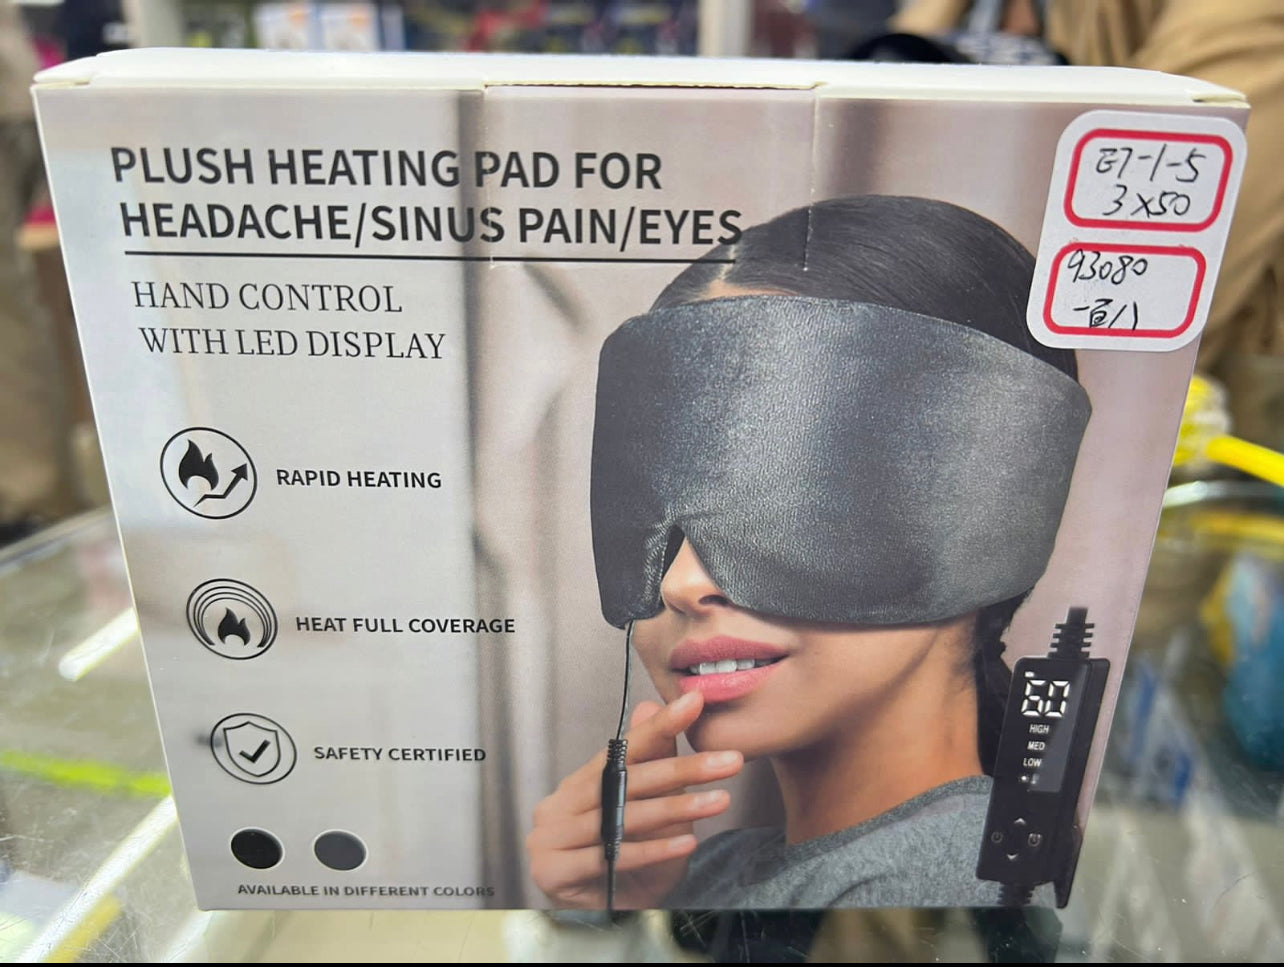 PLUSH HEATING PAD FOR
HEADACHE/SINUS PAIN/EYES
HAND CONTROL
WITH LED DISPLAY
RAPID HEATING
HEAT FULL COVERAGE
SAFETY CERTIFIED
AVAILABLE IN DIFFERENT COLORS
-1-5
3X50
93080
60
HIGH
MED
LOW